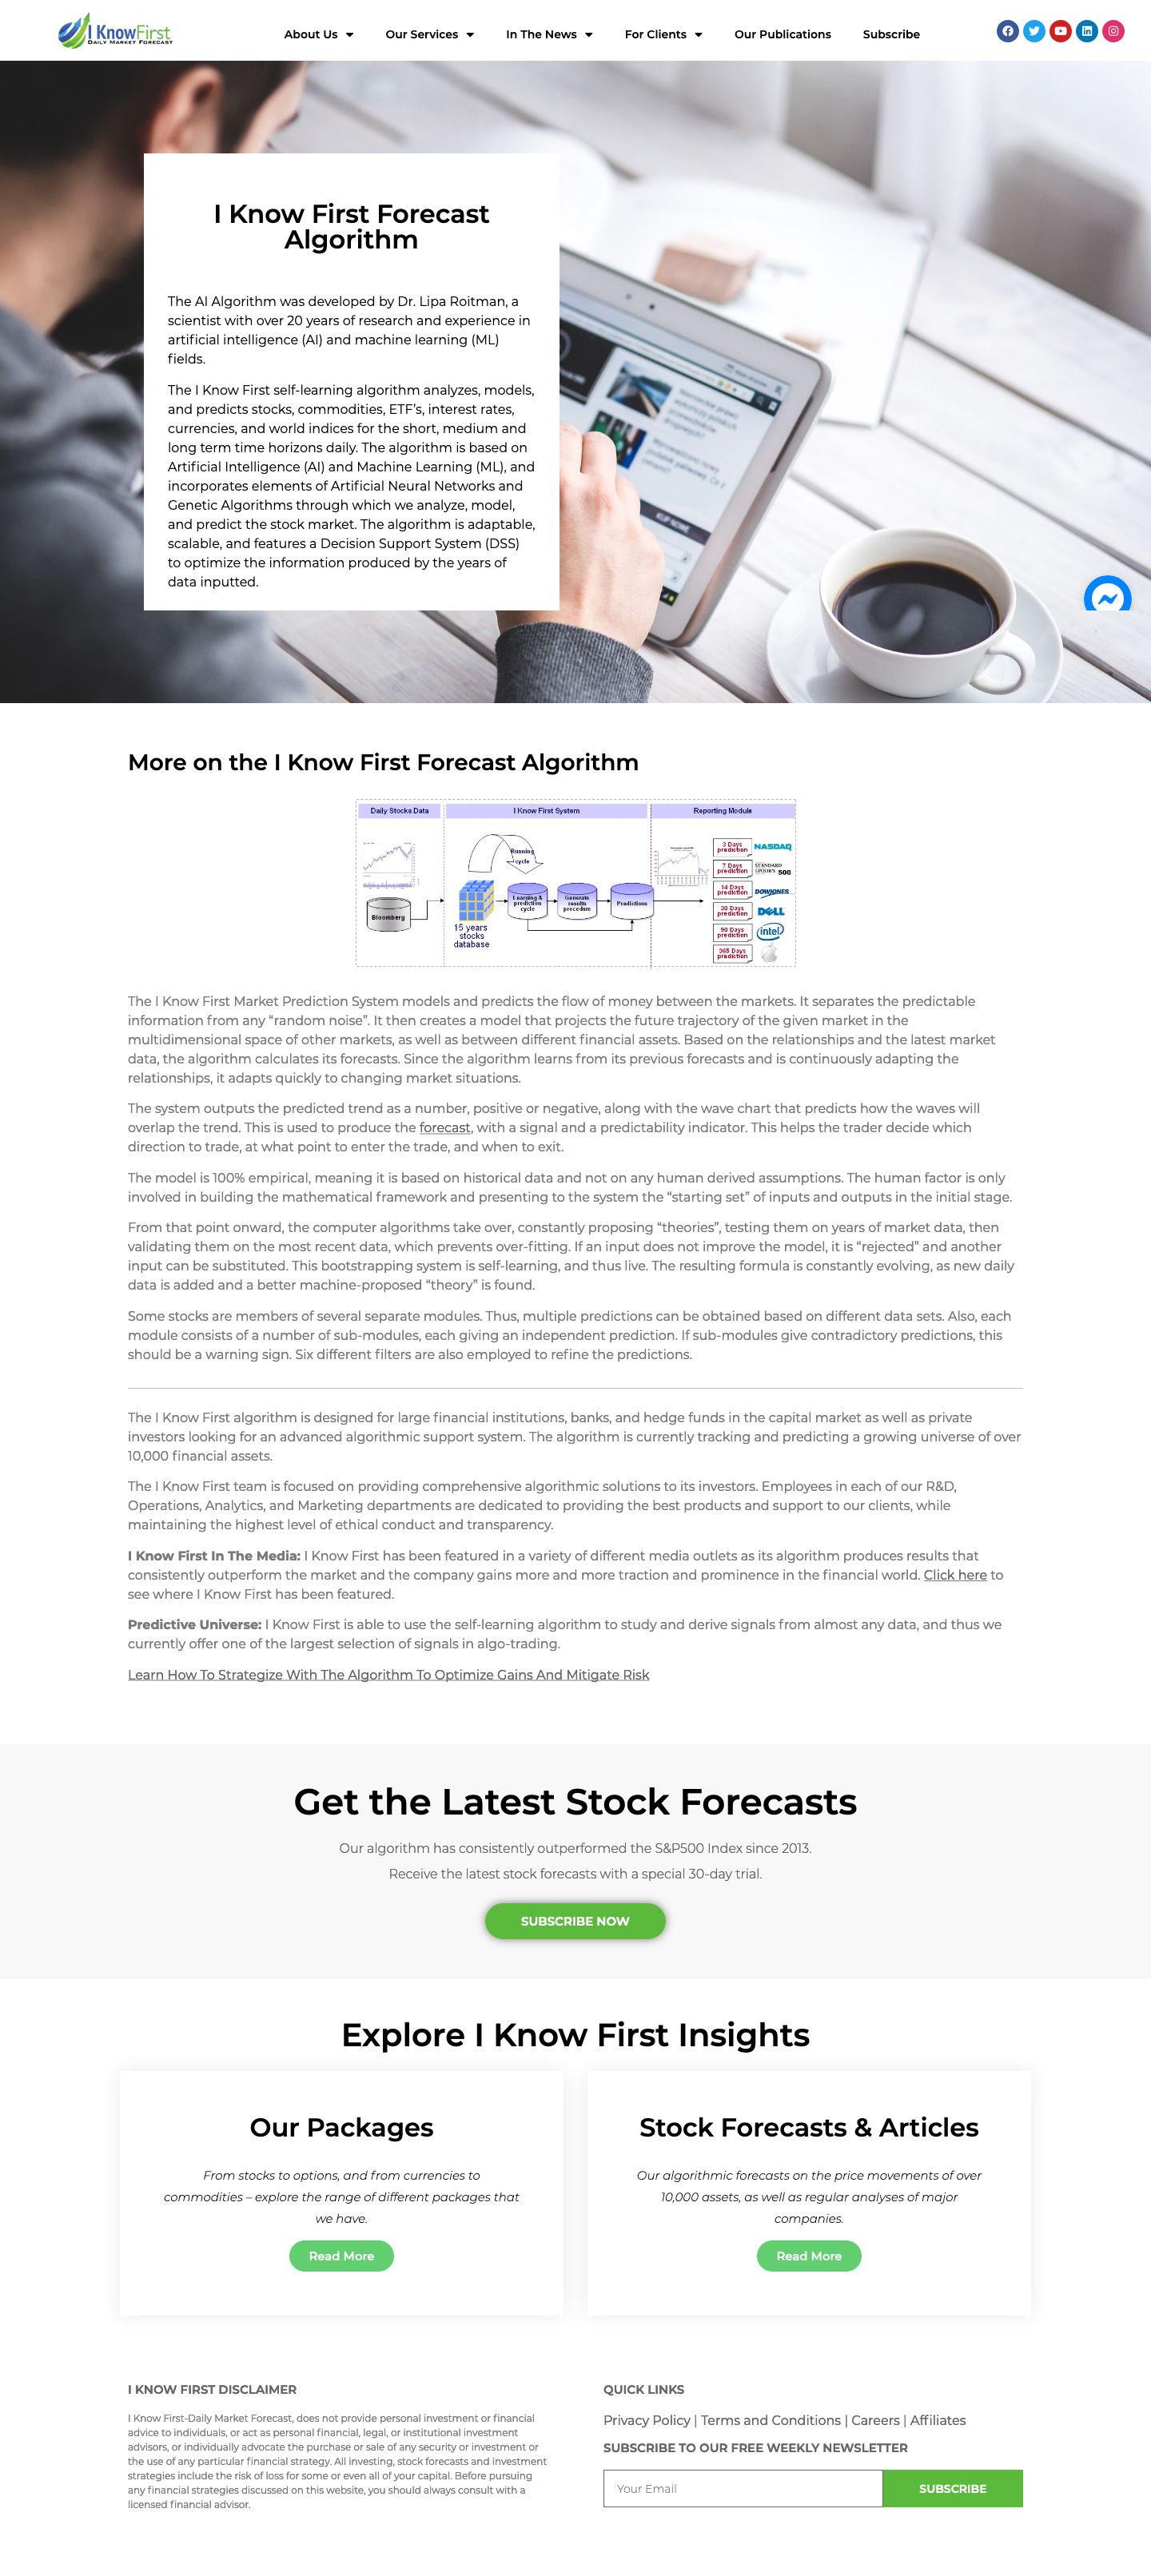 I Know First
DAILY MARKET FORECAST
About Us
Our Services
In The News
For Clients
Our Publications
Subscribe
I Know First Forecast
Algorithm
The AI Algorithm was developed by Dr. Lipa Roitman, a
scientist with over 20 years of research and experience in
artificial intelligence (AI) and machine learning (ML)
fields.
The I Know First self-learning algorithm analyzes, models,
and predicts stocks, commodities, ETF’s, interest rates,
currencies, and world indices for the short, medium and
long term time horizons daily. The algorithm is based on
Artificial Intelligence (AI) and Machine Learning (ML), and
incorporates elements of Artificial Neural Networks and
Genetic Algorithms through which we analyze, model,
and predict the stock market. The algorithm is adaptable,
scalable, and features a Decision Support System (DSS)
to optimize the information produced by the years of
data inputted.
KUP NOWE
More on the I Know First Forecast Algorithm
Daily Stocks Data
I Know First System
Reporting Module
Running
cycle
Bloomberg
15 years
stocks
database
Learning &
prediction
cycle
Generate
results
procedure
Predictions
3 Days
prediction
NASDAQ
7 Days
prediction
STANDARD
&POOR'S 500
14 Days
prediction
DOWJONES
30 Days
prediction
DELL
90 Days
prediction
intel
365 Days
prediction
The I Know First Market Prediction System models and predicts the flow of money between the markets. It separates the predictable
information from any “random noise”. It then creates a model that projects the future trajectory of the given market in the
multidimensional space of other markets, as well as between different financial assets. Based on the relationships and the latest market
data, the algorithm calculates its forecasts. Since the algorithm learns from its previous forecasts and is continuously adapting the
relationships, it adapts quickly to changing market situations.
The system outputs the predicted trend as a number, positive or negative, along with the wave chart that predicts how the waves will
overlap the trend. This is used to produce the forecast, with a signal and a predictability indicator. This helps the trader decide which
direction to trade, at what point to enter the trade, and when to exit.
The model is 100% empirical, meaning it is based on historical data and not on any human derived assumptions. The human factor is only
involved in building the mathematical framework and presenting to the system the “starting set” of inputs and outputs in the initial stage.
From that point onward, the computer algorithms take over, constantly proposing “theories”, testing them on years of market data, then
validating them on the most recent data, which prevents over-fitting. If an input does not improve the model, it is “rejected” and another
input can be substituted. This bootstrapping system is self-learning, and thus live. The resulting formula is constantly evolving, as new daily
data is added and a better machine-proposed “theory” is found.
Some stocks are members of several separate modules. Thus, multiple predictions can be obtained based on different data sets. Also, each
module consists of a number of sub-modules, each giving an independent prediction. If sub-modules give contradictory predictions, this
should be a warning sign. Six different filters are also employed to refine the predictions.
The I Know First algorithm is designed for large financial institutions, banks, and hedge funds in the capital market as well as private
investors looking for an advanced algorithmic support system. The algorithm is currently tracking and predicting a growing universe of over
10,000 financial assets.
The I Know First team is focused on providing comprehensive algorithmic solutions to its investors. Employees in each of our R&D,
Operations, Analytics, and Marketing departments are dedicated to providing the best products and support to our clients, while
maintaining the highest level of ethical conduct and transparency.
I Know First In The Media: I Know First has been featured in a variety of different media outlets as its algorithm produces results that
consistently outperform the market and the company gains more and more traction and prominence in the financial world. Click here to
see where I Know First has been featured.
Predictive Universe: I Know First is able to use the self-learning algorithm to study and derive signals from almost any data, and thus we
currently offer one of the largest selection of signals in algo-trading.
Learn How To Strategize With The Algorithm To Optimize Gains And Mitigate Risk
Get the Latest Stock Forecasts
Our algorithm has consistently outperformed the S&P500 Index since 2013.
Receive the latest stock forecasts with a special 30-day trial.
SUBSCRIBE NOW
Explore I Know First Insights
Our Packages
From stocks to options, and from currencies to
commodities – explore the range of different packages that
we have.
Read More
Stock Forecasts & Articles
Our algorithmic forecasts on the price movements of over
10,000 assets, as well as regular analyses of major
companies.
Read More
I KNOW FIRST DISCLAIMER
I Know First-Daily Market Forecast, does not provide personal investment or financial
advice to individuals, or act as personal financial, legal, or institutional investment
advisors, or individually advocate the purchase or sale of any security or investment or
the use of any particular financial strategy. All investing, stock forecasts and investment
strategies include the risk of loss for some or even all of your capital. Before pursuing
any financial strategies discussed on this website, you should always consult with a
licensed financial advisor.
QUICK LINKS
Privacy Policy | Terms and Conditions | Careers | Affiliates
SUBSCRIBE TO OUR FREE WEEKLY NEWSLETTER
Your Email
SUBSCRIBE